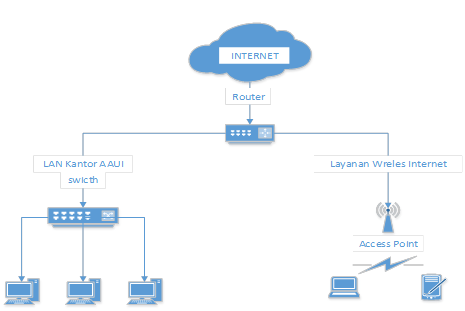 INTERNET
Router
LAN Kantor AAUI
swicth
Layanan Wreles Internet
Access Point